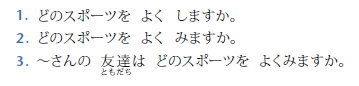 1. どのスポーツを よく しますか。
2. どのスポーツを よく みますか。
3. ～さんの 友達は どのスポーツを よくみますか。
ともだち